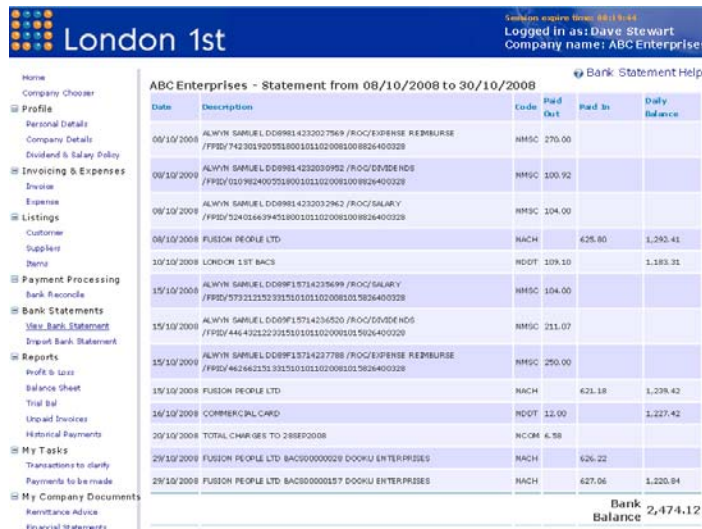 London 1st
Session expire time: 00:19:44
Logged in as: Dave Stewart
Company name: ABC Enterprise
Home
Company Chooser
Profile
Personal Details
Company Details
Dividend & Salary Policy
Invoicing & Expenses
Invoice
Expense
Listings
Customer
Suppliers
Items
Payment Processing
Bank Reconcile
Bank Statements
View Bank Statement
Import Bank Statement
Reports
Profit & Loss
Balance Sheet
Trial Bal
Unpaid Invoices
Historical Payments
My Tasks
Transactions to clarify
Payments to be made
My Company Documents
Remittance Advice
Financial Statements
Bank Statement Help
ABC Enterprises - Statement from 08/10/2008 to 30/10/2008
Date Description Code Paid Out Paid In Daily Balance
08/10/2008 ALWYN SAMUEL /ROC/EXPENSE REIMBURSE NMSC 270.00
08/10/2008 ALWYN SAMUEL /ROC/DIVIDENDS NMSC 100.92
08/10/2008 ALWYN SAMUEL /ROC/SALARY NMSC 104.00
08/10/2008 FUSION PEOPLE LTD NACH 625.80 1,292.41
10/10/2008 LONDON 1ST BACS NDDT 109.10 1,183.31
15/10/2008 ALWYN SAMUEL /ROC/SALARY NMSC 104.00
15/10/2008 ALWYN SAMUEL /ROC/DIVIDENDS NMSC 211.07
15/10/2008 ALWYN SAMUEL /ROC/EXPENSE REIMBURSE NMSC 250.00
15/10/2008 FUSION PEOPLE LTD NACH 621.18 1,239.42
16/10/2008 COMMERCIAL CARD NDDT 12.00 1,227.42
20/10/2008 TOTAL CHARGES TO 28SEP2008 NCOM 6.58
29/10/2008 FUSION PEOPLE LTD BACS00000028 DOOKU ENTERPRISES NACH 626.22
29/10/2008 FUSION PEOPLE LTD BACS00000157 DOOKU ENTERPRISES NACH 627.06 1,220.84
Bank Balance 2,474.12